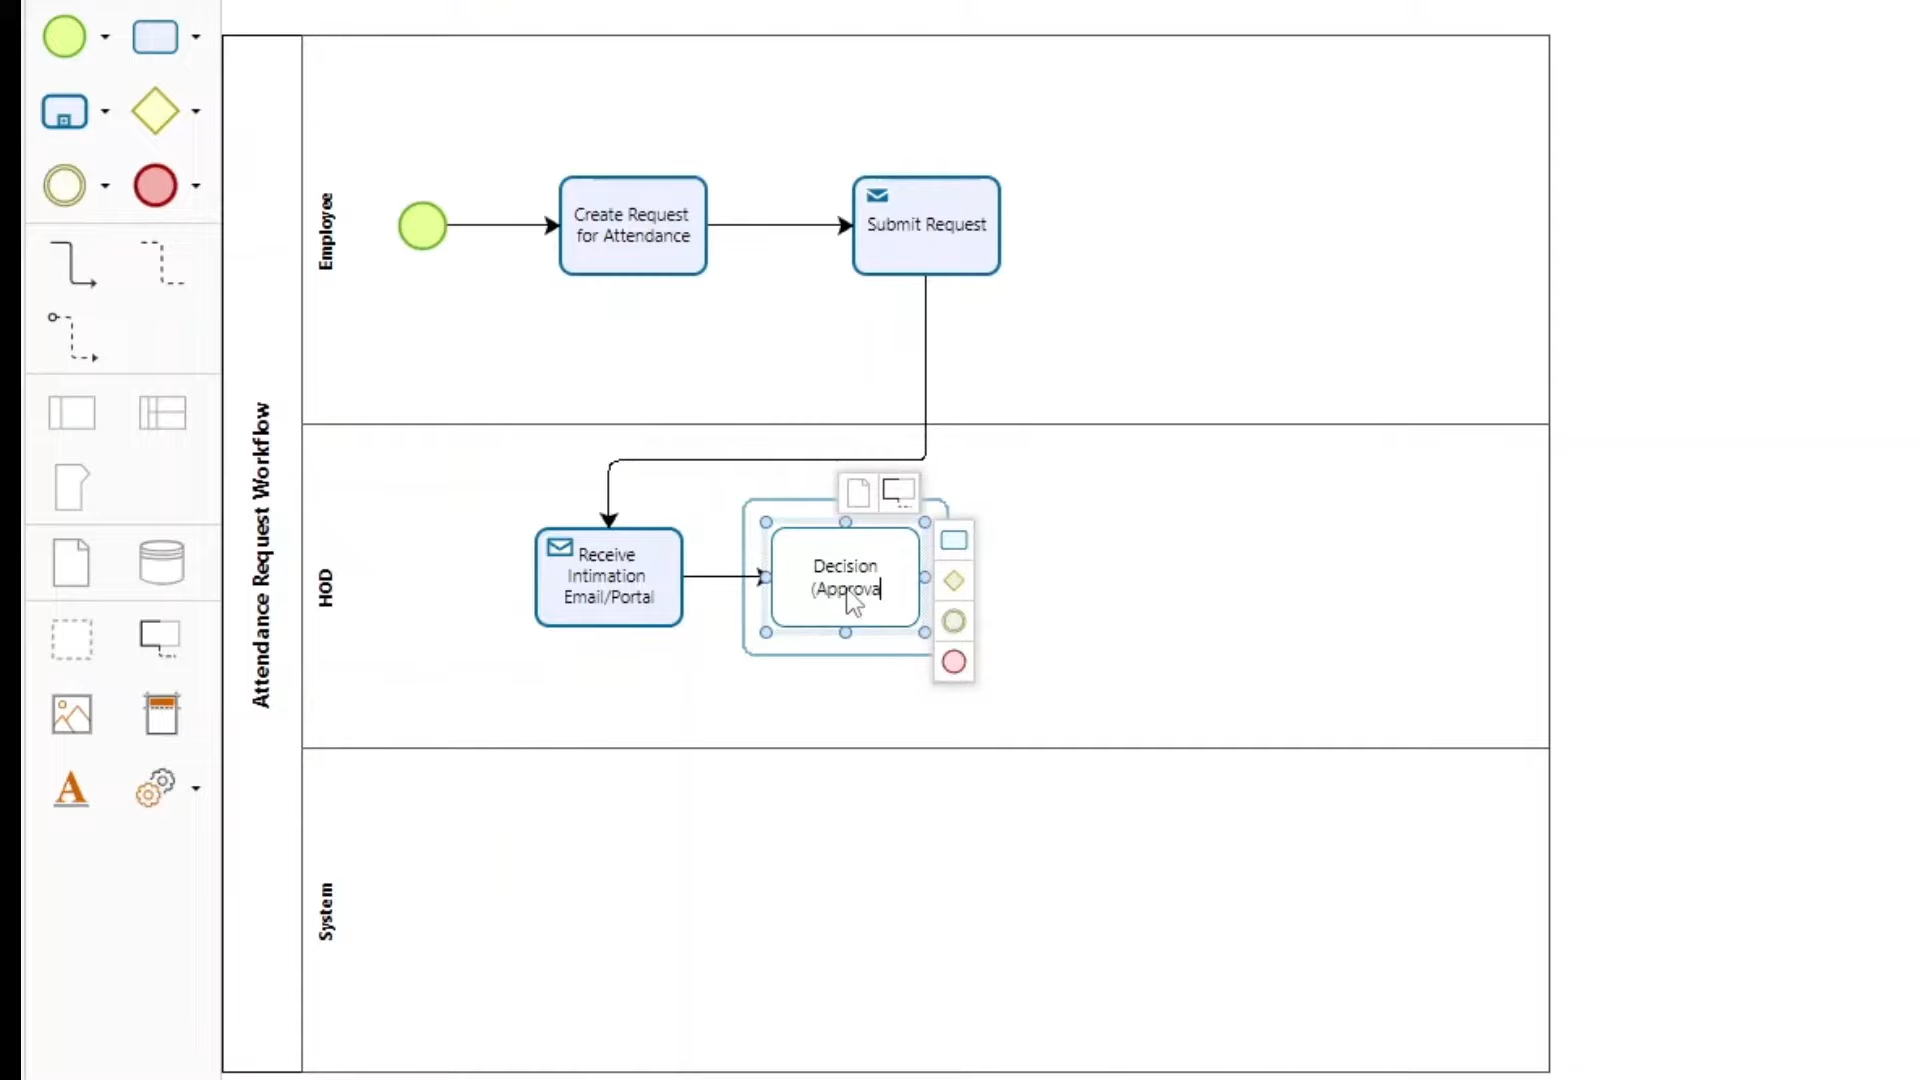 Attendance Request Workflow
Employee
Create Request
for Attendance
Submit Request
HOD
Receive
Intimation
Email/Portal
Decision
(Approva
System
A